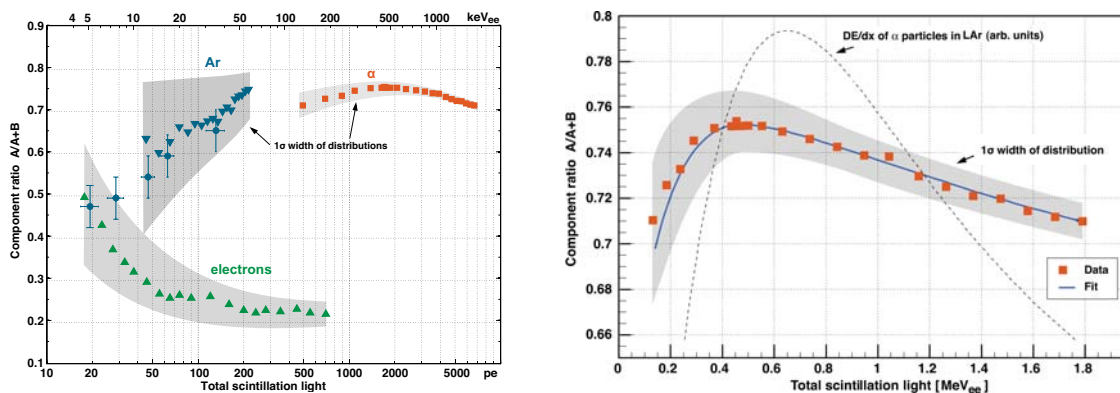 4 5 10 20 60 100 200 500 1000 keVee
0.9
0.8
0.7
0.6
0.5
0.4
0.3
0.2
0.1
Component ratio A/A+B
Ar
α
1σ width of distributions
electrons
10 20 50 100 200 500 1000 2000 5000 pe
Total scintillation light
0.8
0.78
0.76
0.74
0.72
0.7
0.68
0.66
Component ratio A/A+B
DE/dx of α particles in LAr (arb. units)
1σ width of distribution
Data
Fit
0 0.2 0.4 0.6 0.8 1 1.2 1.4 1.6 1.8
Total scintillation light [MeVee]